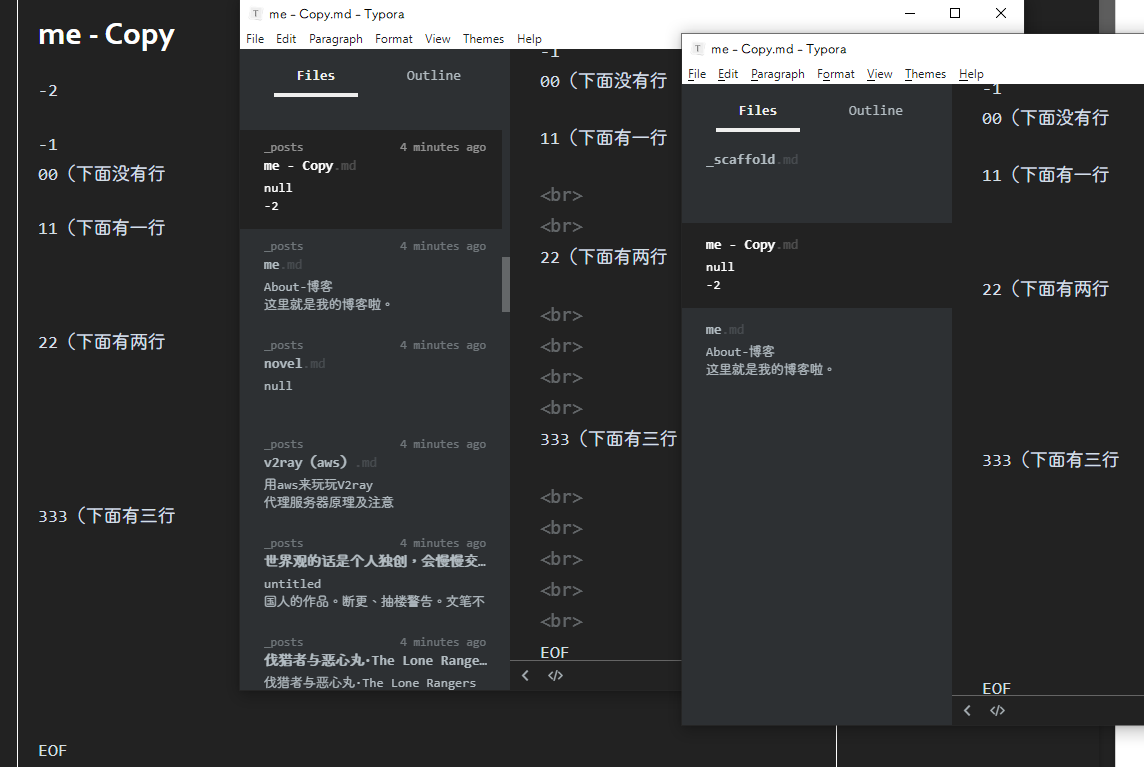 me - Copy
-2
-1
00（下面没有行
11（下面有一行
22（下面有两行
333（下面有三行
EOF
me - Copy.md - Typora
File Edit Paragraph Format View Themes Help
Files Outline
_posts 4 minutes ago
me - Copy.md
null
-2
_posts 4 minutes ago
me.md
About-博客
这里就是我的博客啦。
_posts 4 minutes ago
novel.md
null
_posts 4 minutes ago
v2ray（aws）.md
用aws来玩玩V2ray
代理服务器原理及注意
_posts 4 minutes ago
世界观的话是个人独创，会慢慢交…
untitled
国人的作品。断更、抽楼警告。文笔不
_posts 4 minutes ago
伐猎者与恶心丸·The Lone Range…
伐猎者与恶心丸·The Lone Rangers
-1
00（下面没有行
11（下面有一行
<br>
<br>
22（下面有两行
<br>
<br>
<br>
<br>
333（下面有三行
<br>
<br>
<br>
<br>
<br>
EOF
</>
me - Copy.md - Typora
File Edit Paragraph Format View Themes Help
Files Outline
_scaffold.md
me - Copy.md
null
-2
me.md
About-博客
这里就是我的博客啦。
-1
00（下面没有行
11（下面有一行
22（下面有两行
333（下面有三行
EOF
</>